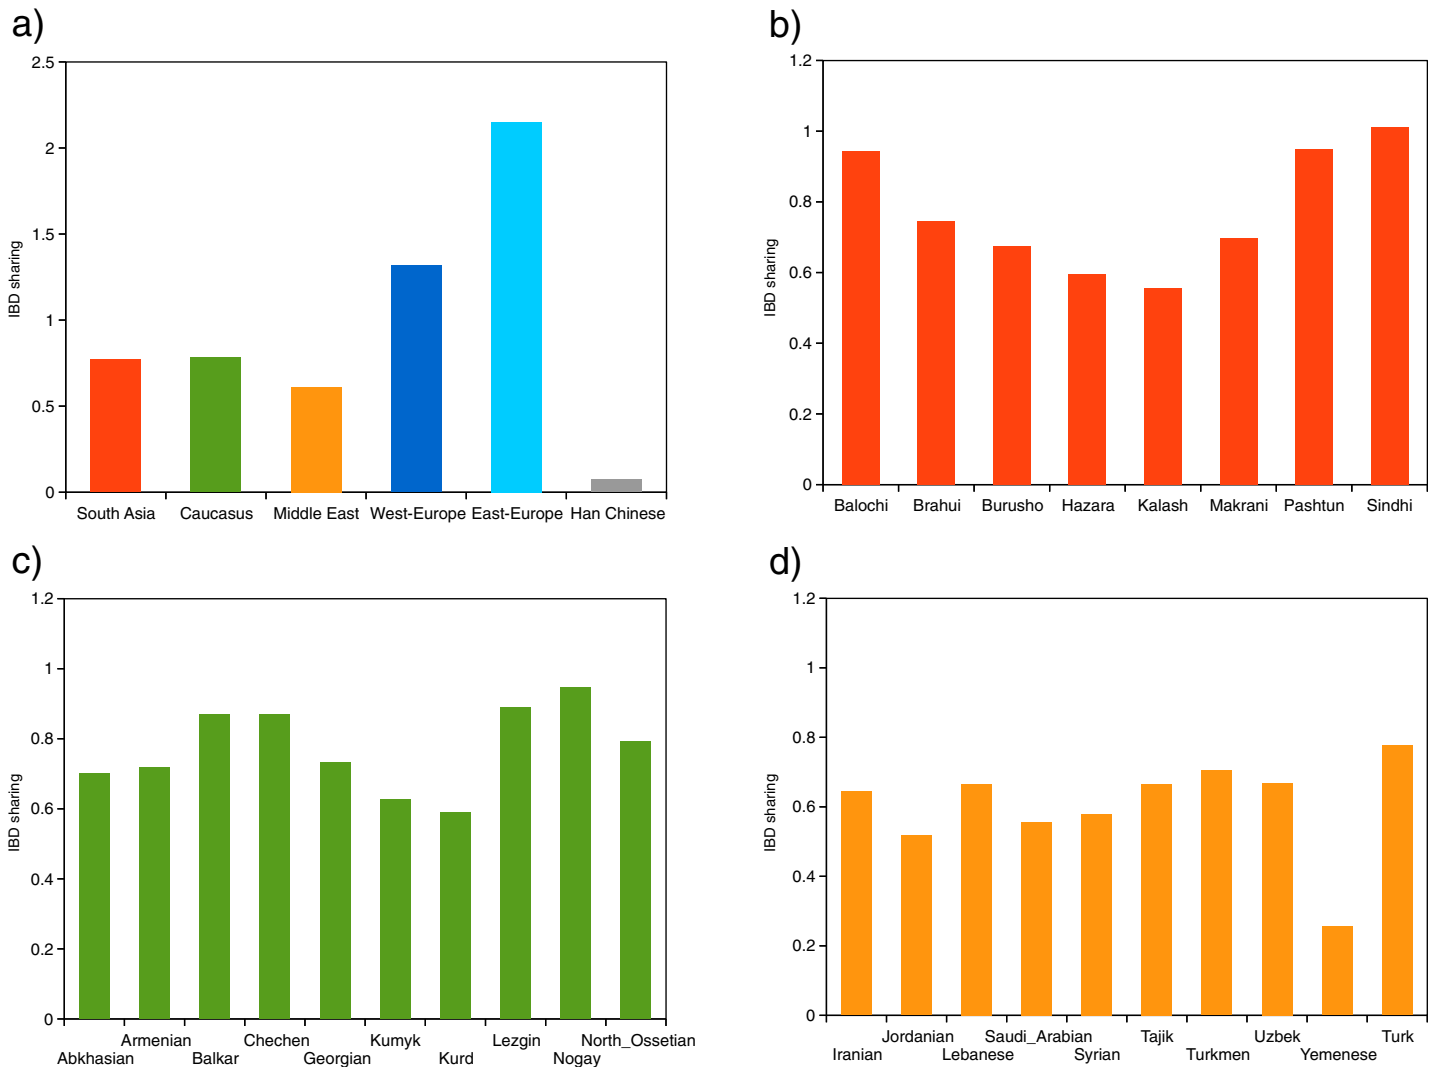 a)
2.5
2
1.5
1
0.5
0
IBD sharing
South Asia Caucasus Middle East West-Europe East-Europe Han Chinese
b)
1.2
1
0.8
0.6
0.4
0.2
0
IBD sharing
Balochi Brahui Burusho Hazara Kalash Makrani Pashtun Sindhi
c)
1.2
1
0.8
0.6
0.4
0.2
0
IBD sharing
Armenian Chechen Kumyk Lezgin North_Ossetian
Abkhasian Balkar Georgian Kurd Nogay
d)
1.2
1
0.8
0.6
0.4
0.2
0
IBD sharing
Jordanian Saudi_Arabian Tajik Uzbek Turk
Iranian Lebanese Syrian Turkmen Yemenese